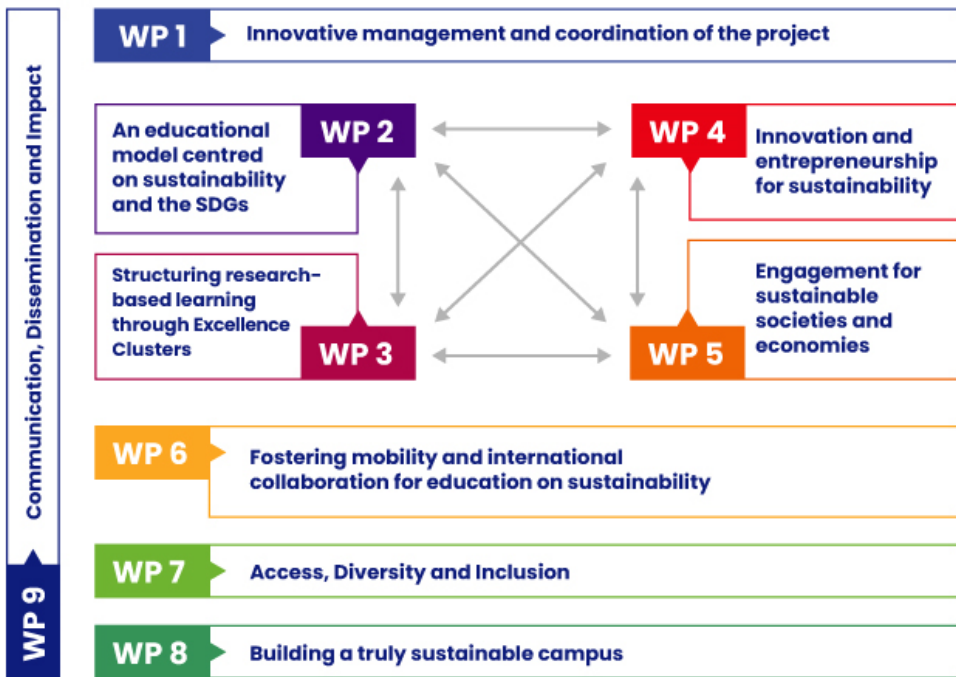 WP 1
Innovative management and coordination of the project
WP 2
An educational
model centred
on sustainability
and the SDGs
WP 4
Innovation and
entrepreneurship
for sustainability
Structuring research-
based learning
through Excellence
Clusters
WP 3
Engagement for
sustainable
societies and
economies
WP 5
WP 6
Fostering mobility and international
collaboration for education on sustainability
WP 7
Access, Diversity and Inclusion
WP 8
Building a truly sustainable campus
WP 9
Communication, Dissemination and Impact